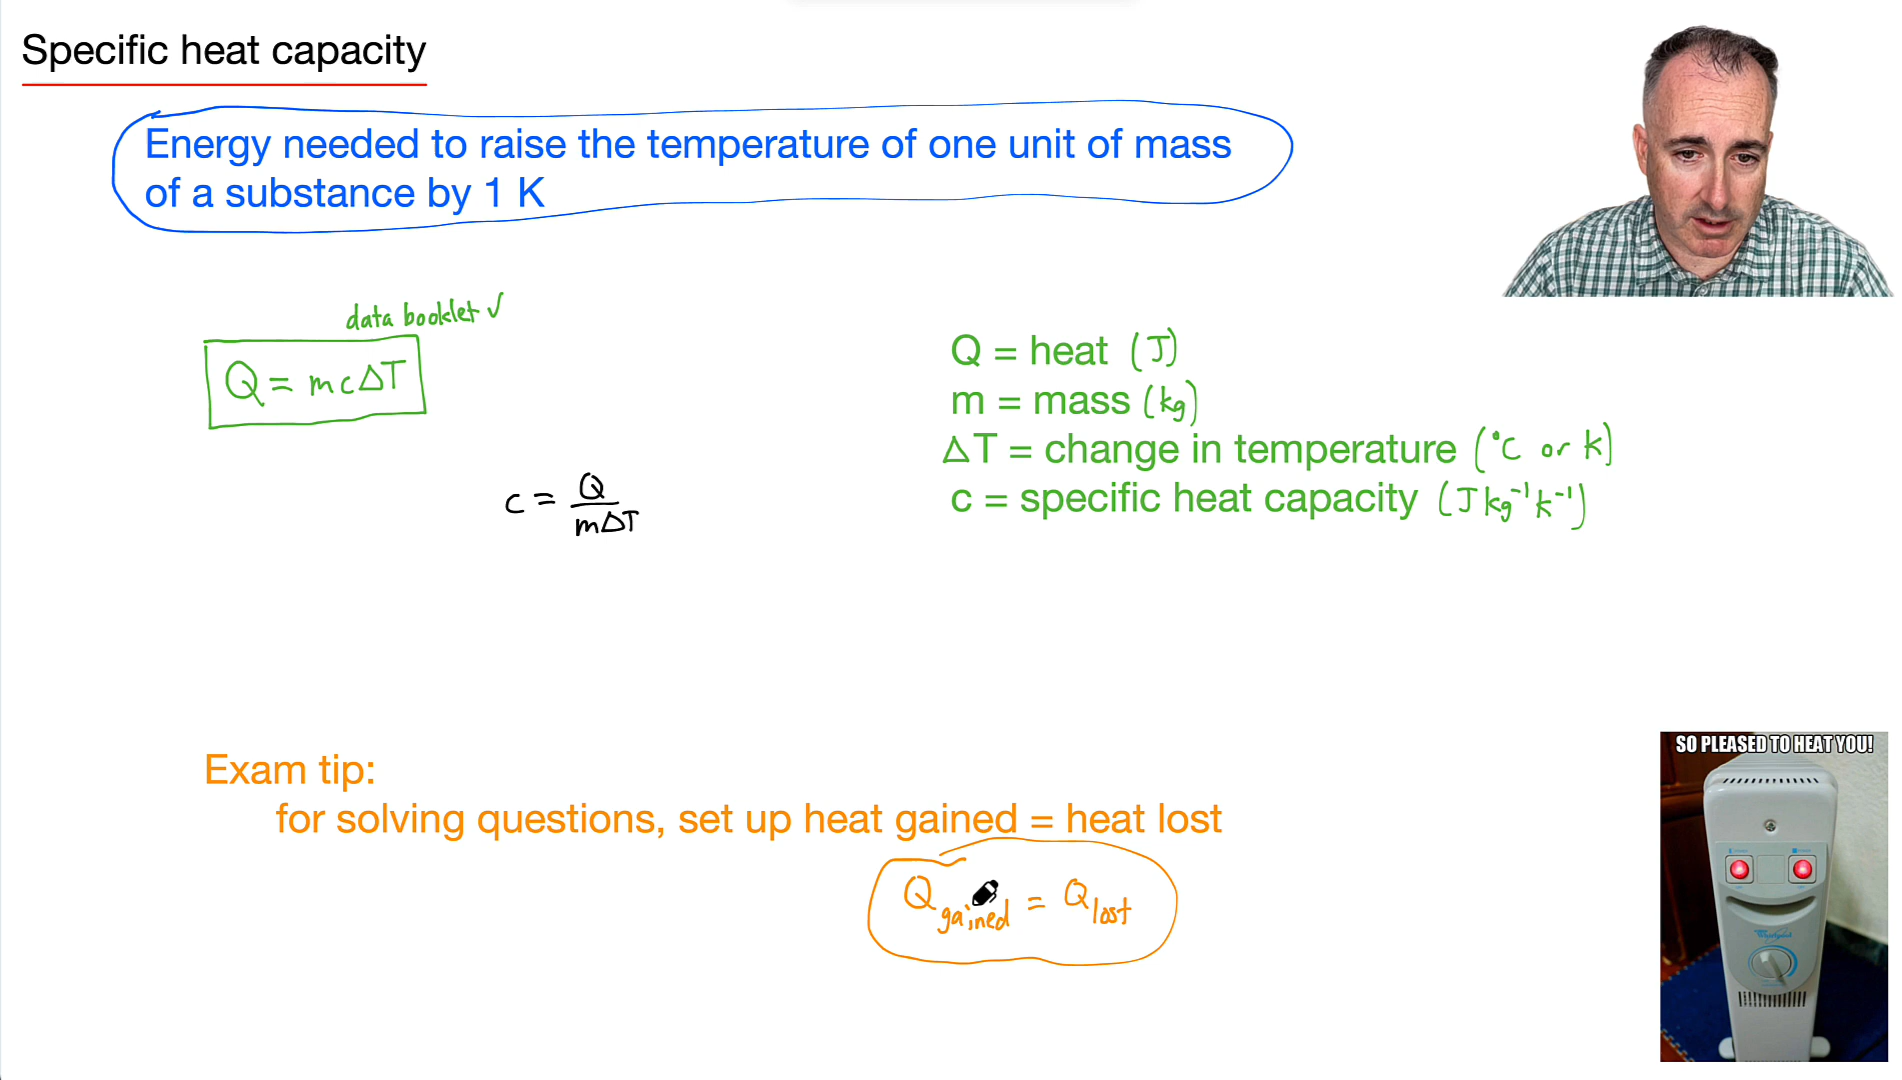 Specific heat capacity
Energy needed to raise the temperature of one unit of mass
of a substance by 1 K
data booklet ✓
Q = mcΔT
c = Q/mΔT
Q = heat (J)
m = mass (kg)
ΔT = change in temperature (°C or K)
c = specific heat capacity (J kg⁻¹ K⁻¹)
Exam tip:
for solving questions, set up heat gained = heat lost
Q gained = Q lost
SO PLEASED TO HEAT YOU!
Whirlpool